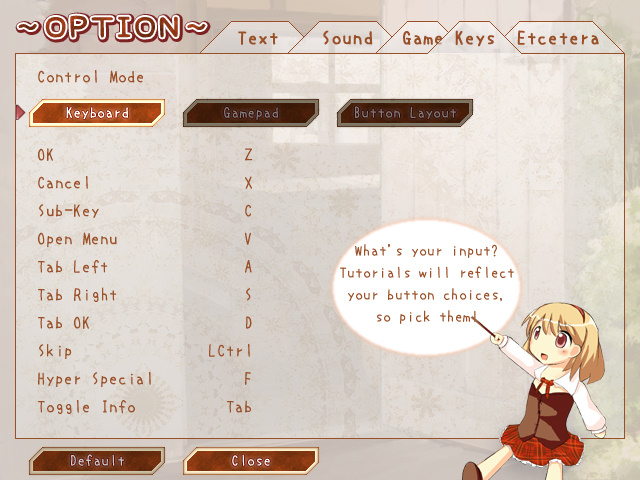 ~OPTION~
Text Sound Game Keys Etcetera
Control Mode
Keyboard Gamepad Button Layout
OK Z
Cancel X
Sub-Key C
Open Menu V
Tab Left A
Tab Right S
Tab OK D
Skip LCtrl
Hyper Special F
Toggle Info Tab
What's your input?
Tutorials will reflect
your button choices,
so pick them!
Default Close